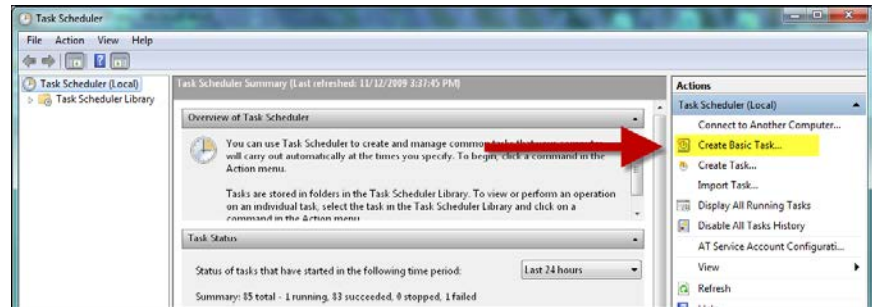 Task Scheduler
File Action View Help
Task Scheduler (Local)
Task Scheduler Library
Task Scheduler Summary (Last refreshed: 11/12/2009 3:37:45 PM)
Overview of Task Scheduler
You can use Task Scheduler to create and manage common tasks that your computer
will carry out automatically at the times you specify. To begin, click a command in the
Action menu.
Tasks are stored in folders in the Task Scheduler Library. To view or perform an operation
on an individual task, select the task in the Task Scheduler Library and click on a
command in the Action menu.
Task Status
Status of tasks that have started in the following time period:
Last 24 hours
Summary: 85 total - 1 running, 83 succeeded, 0 stopped, 1 failed
Actions
Task Scheduler (Local)
Connect to Another Computer...
Create Basic Task...
Create Task...
Import Task...
Display All Running Tasks
Disable All Tasks History
AT Service Account Configurati...
View
Refresh